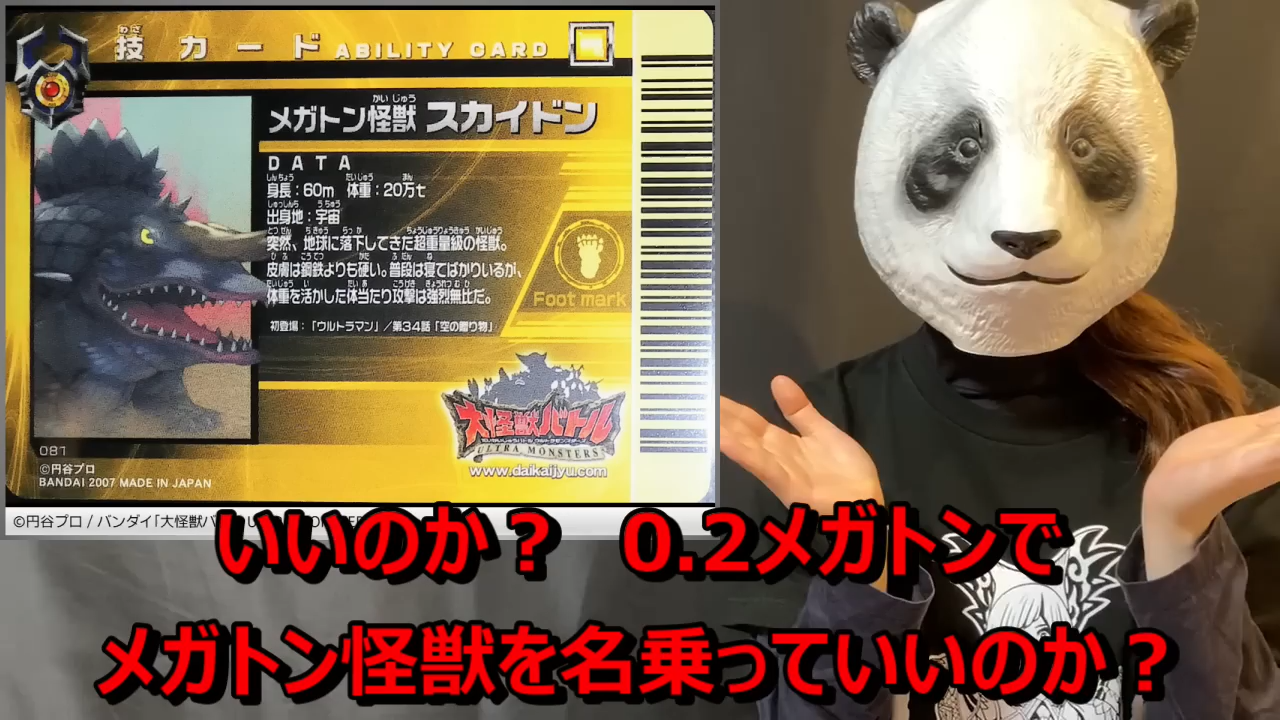 技カード ABILITY CARD
メガトン怪獣 スカイドン
DATA
身長：60m 体重：20万t
出身地：宇宙
突然、地球に落下してきた超重量級の怪獣。
皮膚は鋼鉄よりも硬い。普段は寝てばかりいるが、
体重を活かした体当たり攻撃は強烈無比だ。
初登場：「ウルトラマン」／第34話「空の贈り物」
Foot mark
大怪獣バトル
ULTRA MONSTERS
www.daikaijyu.com
081
©円谷プロ
BANDAI 2007 MADE IN JAPAN
©円谷プロ / バンダイ「大怪獣バ
いいのか？ 0.2メガトンで
メガトン怪獣を名乗っていいのか？